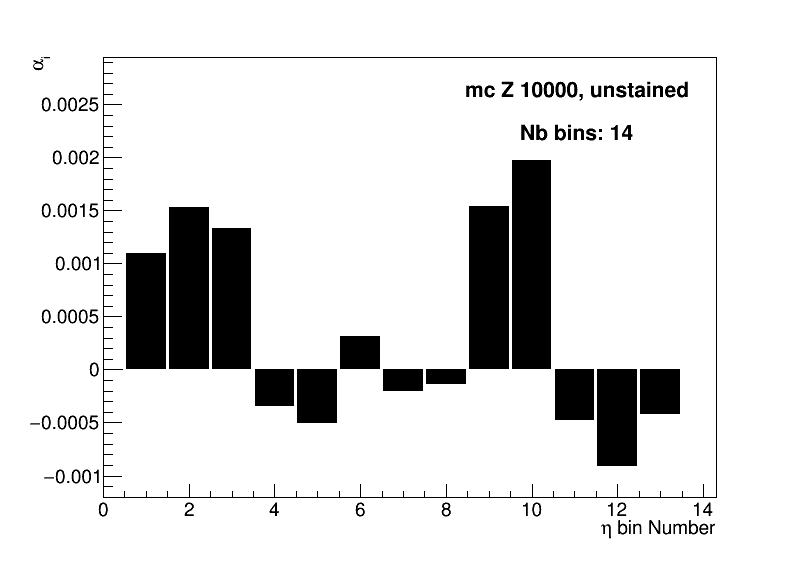 αi
mc Z 10000, unstained
Nb bins: 14
0.0025
0.002
0.0015
0.001
0.0005
0
−0.0005
−0.001
0 2 4 6 8 10 12 14
η bin Number